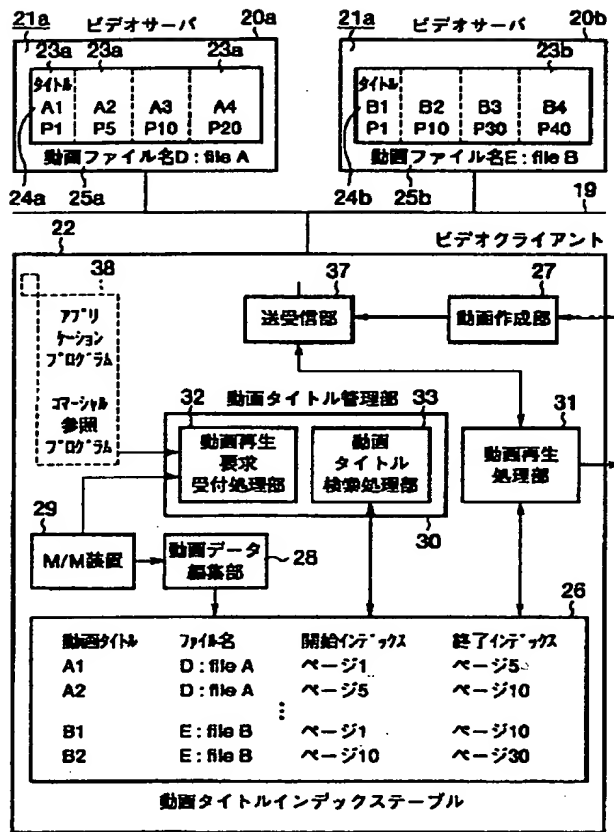 21a ビデオサーバ 20a
23a 23a 23a
タイトル
A1 A2 A3 A4
P1 P5 P10 P20
動画ファイル名D : file A
24a 25a
21a ビデオサーバ 20b
23b
タイトル
B1 B2 B3 B4
P1 P10 P30 P40
動画ファイル名E : file B
24b 25b
19
22 ビデオクライアント
38
アプリ
ケーション
プログラム
コマーシャル
参照
プログラム
37
送受信部
27
動画作成部
動画タイトル管理部
32
動画再生
要求
受付処理部
33
動画
タイトル
検索処理部
30
31
動画再生
処理部
29
M/M装置
動画データ
編集部
28
26
動画タイトル ファイル名 開始インデックス 終了インデックス
A1 D : file A ページ1 ページ5
A2 D : file A ページ5 ページ10
⋮
B1 E : file B ページ1 ページ10
B2 E : file B ページ10 ページ30
動画タイトルインデックステーブル